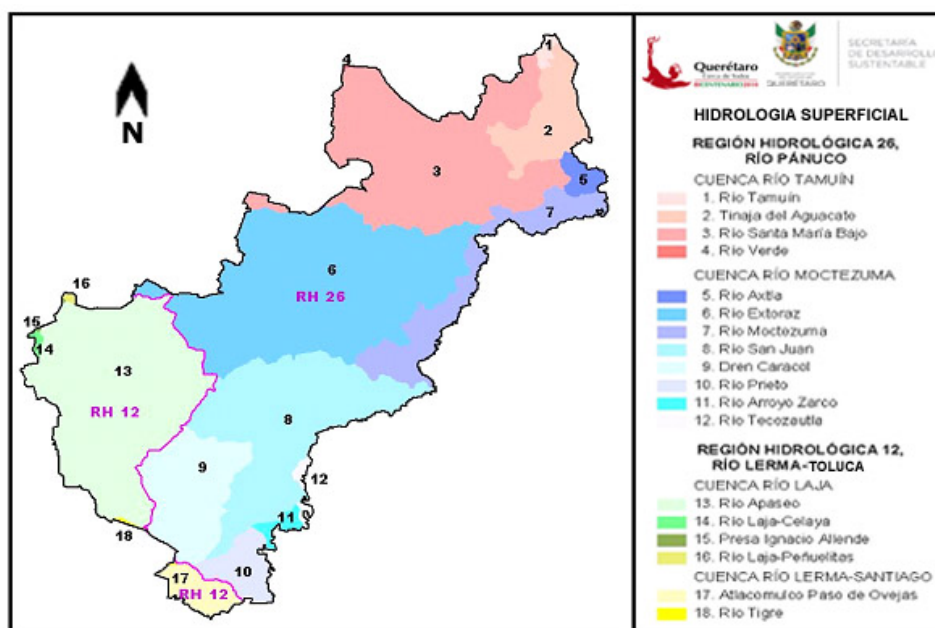 4
1
2
3
5
7
6
RH 26
N
16
15
14
13
RH 12
8
9
12
11
18
10
17
RH 12
Querétaro
QUERÉTARO
SECRETARÍA
DE DESARROLLO
SUSTENTABLE
HIDROLOGIA SUPERFICIAL
REGIÓN HIDROLÓGICA 26,
RÍO PÁNUCO
CUENCA RÍO TAMUÍN
1. Río Tamuín
2. Tinaja del Aguacate
3. Río Santa María Bajo
4. Río Verde
CUENCA RÍO MOCTEZUMA
5. Río Axtla
6. Río Extoraz
7. Río Moctezuma
8. Río San Juan
9. Dren Caracol
10. Río Prieto
11. Río Arroyo Zarco
12. Río Tecozautla
REGIÓN HIDROLÓGICA 12,
RÍO LERMA-TOLUCA
CUENCA RÍO LAJA
13. Río Apaseo
14. Río Laja-Celaya
15. Presa Ignacio Allende
16. Río Laja-Peñuelitas
CUENCA RÍO LERMA-SANTIAGO
17. Atlacomulco Paso de Ovejas
18. Río Tigre